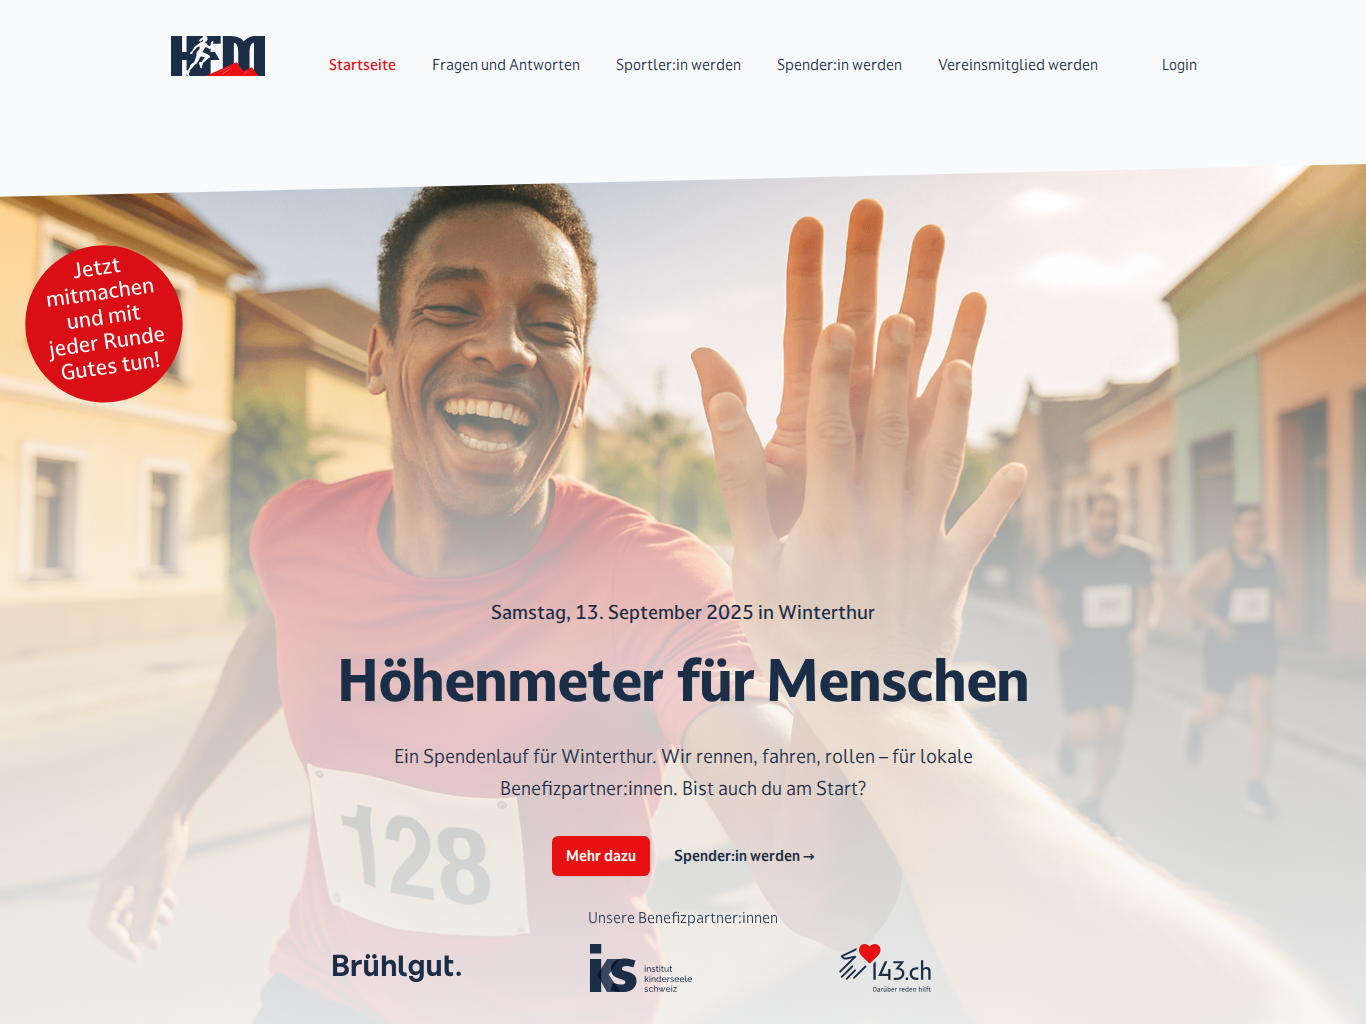 HFM
Startseite
Fragen und Antworten
Sportler:in werden
Spender:in werden
Vereinsmitglied werden
Login
Jetzt
mitmachen
und mit
jeder Runde
Gutes tun!
Samstag, 13. September 2025 in Winterthur
Höhenmeter für Menschen
Ein Spendenlauf für Winterthur. Wir rennen, fahren, rollen – für lokale
Benefizpartner:innen. Bist auch du am Start?
128
Mehr dazu
Spender:in werden →
Unsere Benefizpartner:innen
Brühlgut.
iks
institut
kinderseele
schweiz
143.ch
Darüber reden hilft